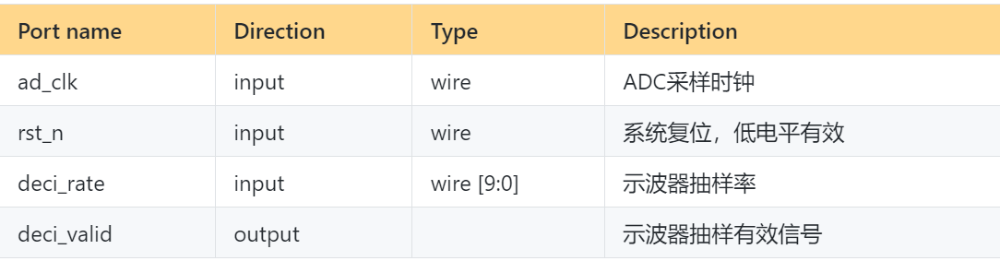 Port name Direction Type Description
ad_clk input wire ADC采样时钟
rst_n input wire 系统复位，低电平有效
deci_rate input wire [9:0] 示波器抽样率
deci_valid output 示波器抽样有效信号